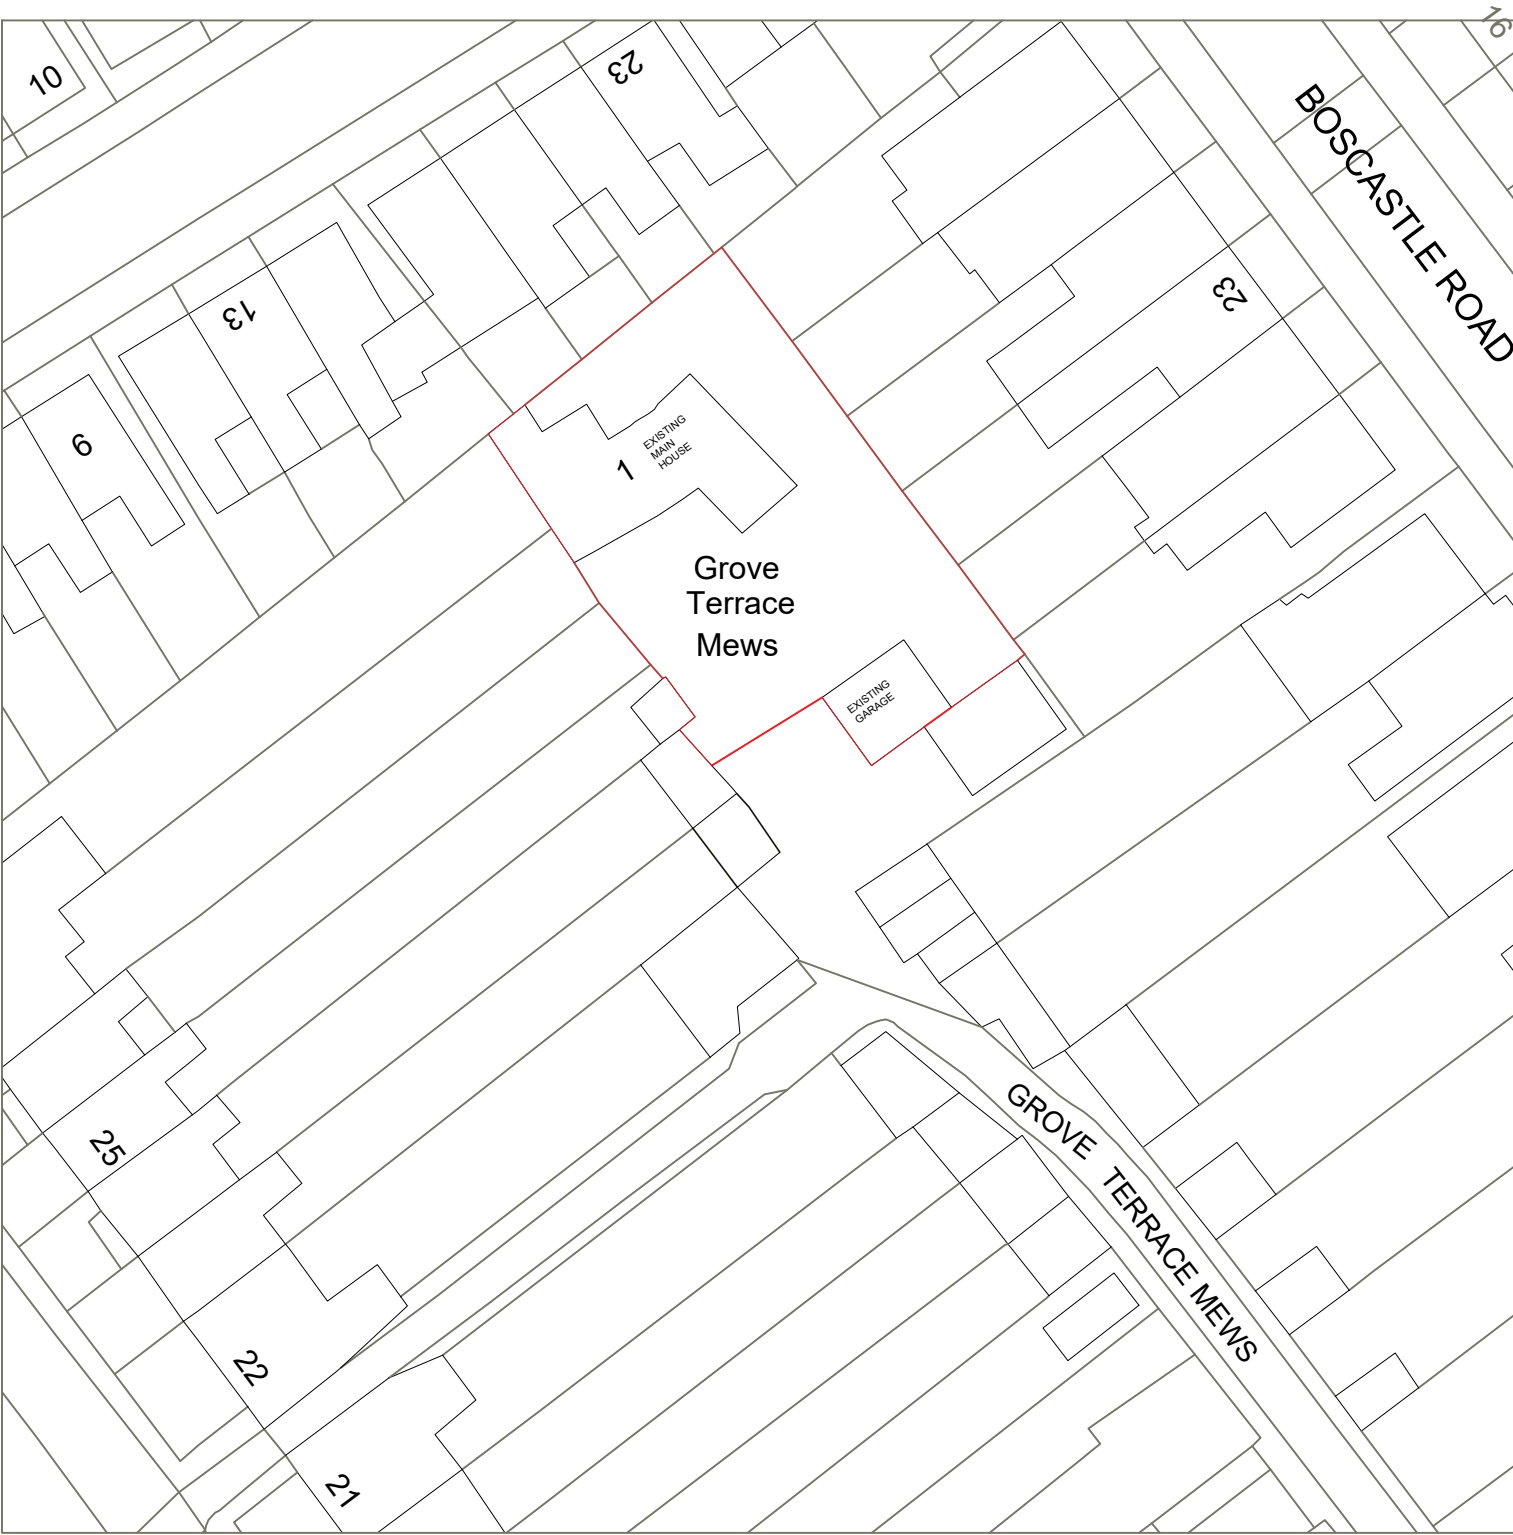 10
23
16
BOSCASTLE ROAD
13
23
6
1
EXISTING
MAIN
HOUSE
Grove
Terrace
Mews
EXISTING
GARAGE
25
GROVE TERRACE MEWS
22
21